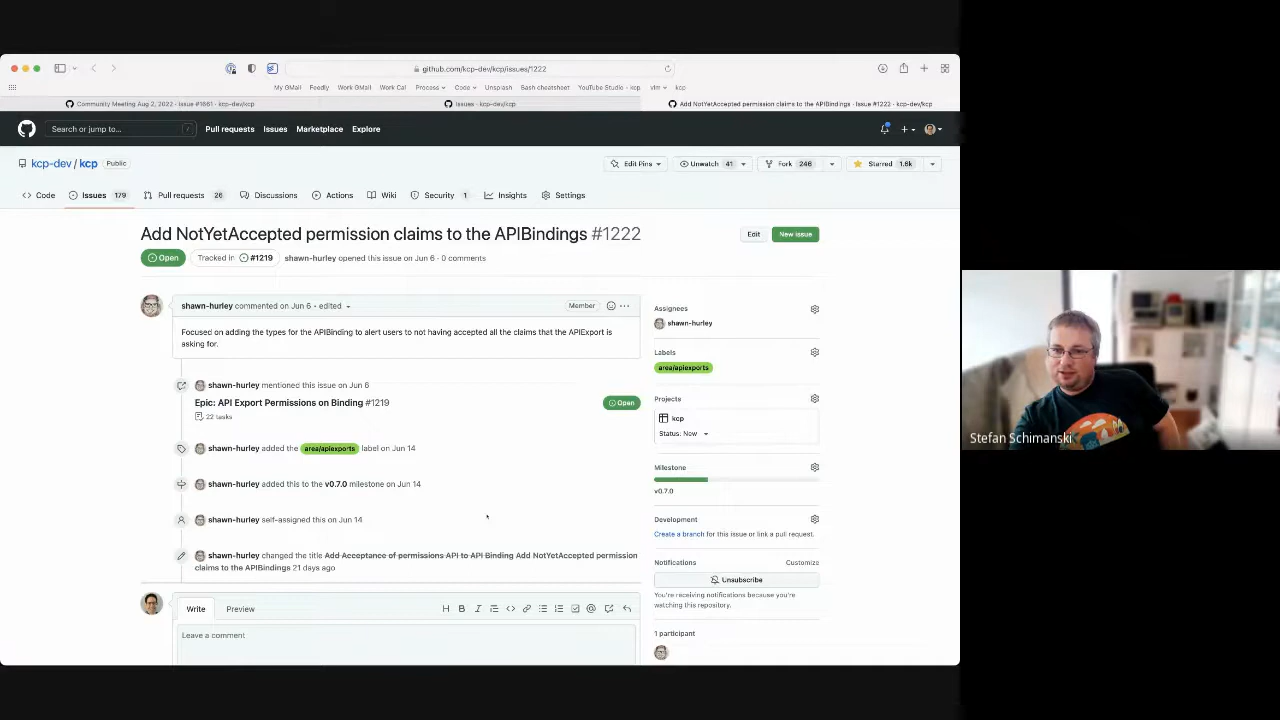 github.com/kcp-dev/kcp/issues/1222
My GMail Feedly Work GMail Work Cal Process Code Unsplash Bash cheatsheet YouTube Studio - kcp vim kcp
Community Meeting Aug 2, 2022 · Issue #1661 · kcp-dev/kcp
Issues · kcp-dev/kcp
Add NotYetAccepted permission claims to the APIBindings · Issue #1222 · kcp-dev/kcp
Search or jump to... /
Pull requests Issues Marketplace Explore
kcp-dev / kcp Public
Edit Pins Unwatch 41 Fork 246 Starred 1.6k
Code Issues 179 Pull requests 26 Discussions Actions Wiki Security 1 Insights Settings
Add NotYetAccepted permission claims to the APIBindings #1222
Edit New issue
Open Tracked in #1219 shawn-hurley opened this issue on Jun 6 · 0 comments
shawn-hurley commented on Jun 6 · edited
Member
Focused on adding the types for the APIBinding to alert users to not having accepted all the claims that the APIExport is
asking for.
shawn-hurley mentioned this issue on Jun 6
Epic: API Export Permissions on Binding #1219
Open
22 tasks
shawn-hurley added the area/apiexports label on Jun 14
shawn-hurley added this to the v0.7.0 milestone on Jun 14
shawn-hurley self-assigned this on Jun 14
shawn-hurley changed the title Add Acceptance of permissions API to API Binding Add NotYetAccepted permission
claims to the APIBindings 21 days ago
Write Preview
H B I
Leave a comment
Assignees
shawn-hurley
Labels
area/apiexports
Projects
kcp
Status: New
Milestone
v0.7.0
Development
Create a branch for this issue or link a pull request.
Notifications Customize
Unsubscribe
You're receiving notifications because you're
watching this repository.
1 participant
Stefan Schimanski